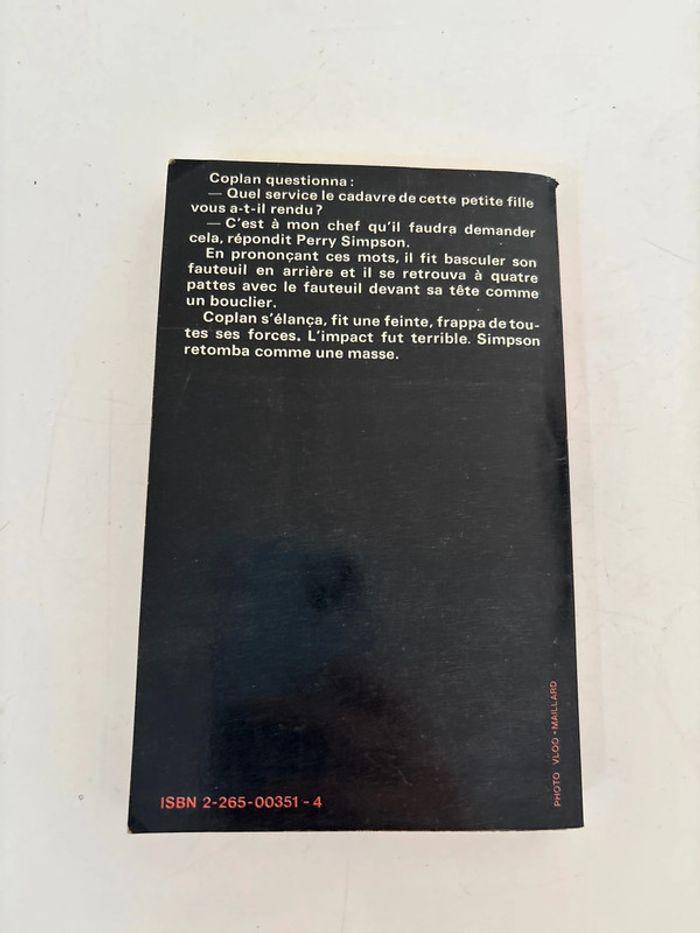 Coplan questionna :
— Quel service le cadavre de cette petite fille
vous a-t-il rendu ?
— C'est à mon chef qu'il faudra demander
cela, répondit Perry Simpson.
En prononçant ces mots, il fit basculer son
fauteuil en arrière et il se retrouva à quatre
pattes avec le fauteuil devant sa tête comme
un bouclier.
Coplan s'élança, fit une feinte, frappa de tou-
tes ses forces. L'impact fut terrible. Simpson
retomba comme une masse.
PHOTO VLOO - MAILLARD
ISBN 2-265-00351-4